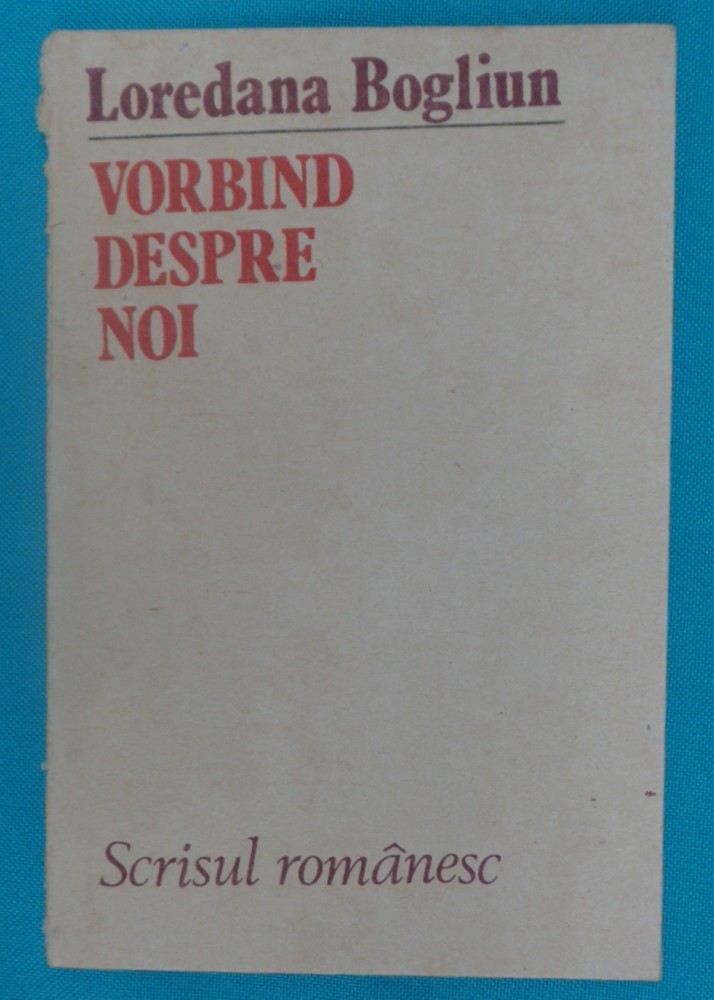 Loredana Bogliun
VORBIND
DESPRE
NOI
Scrisul românesc